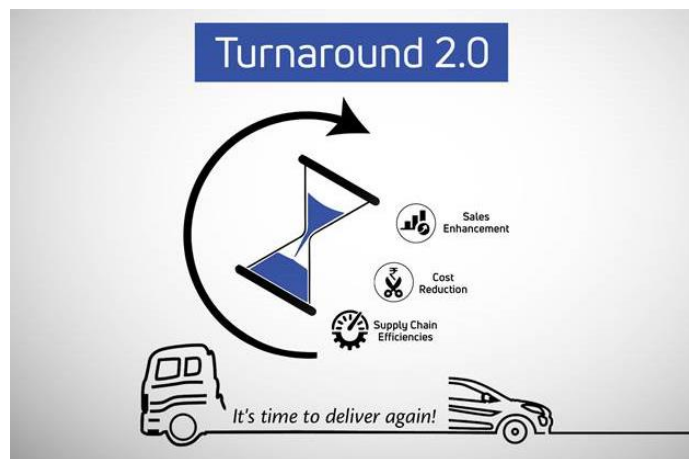 Turnaround 2.0
Sales
Enhancement
₹
Cost
Reduction
Supply Chain
Efficiencies
It's time to deliver again!